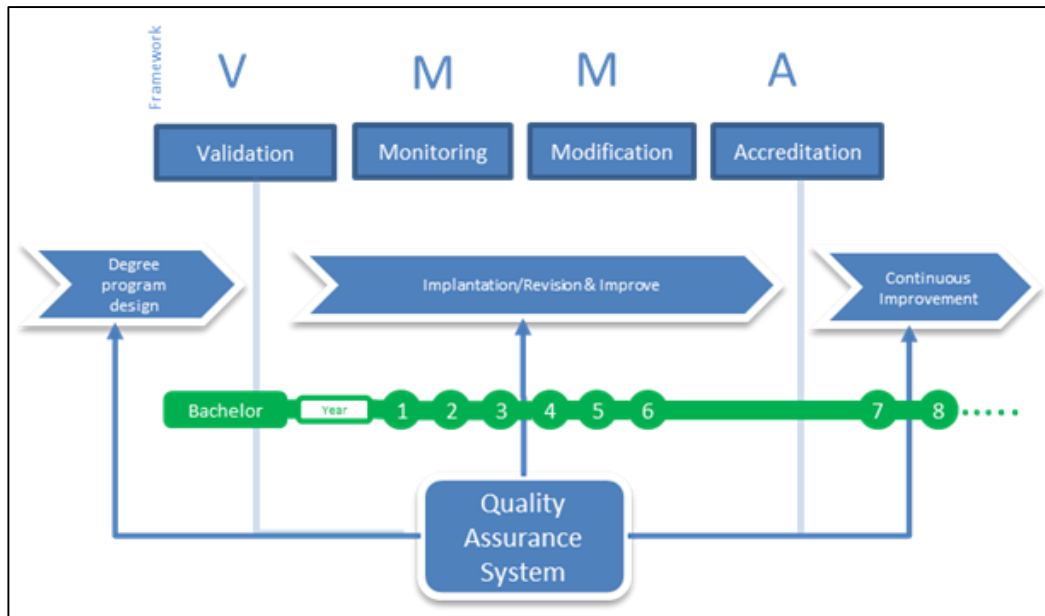 Framework
V M M A
Validation Monitoring Modification Accreditation
Degree
program
design
Implantation/Revision & Improve
Continuous
Improvement
Bachelor Year 1 2 3 4 5 6 7 8 .....
Quality
Assurance
System